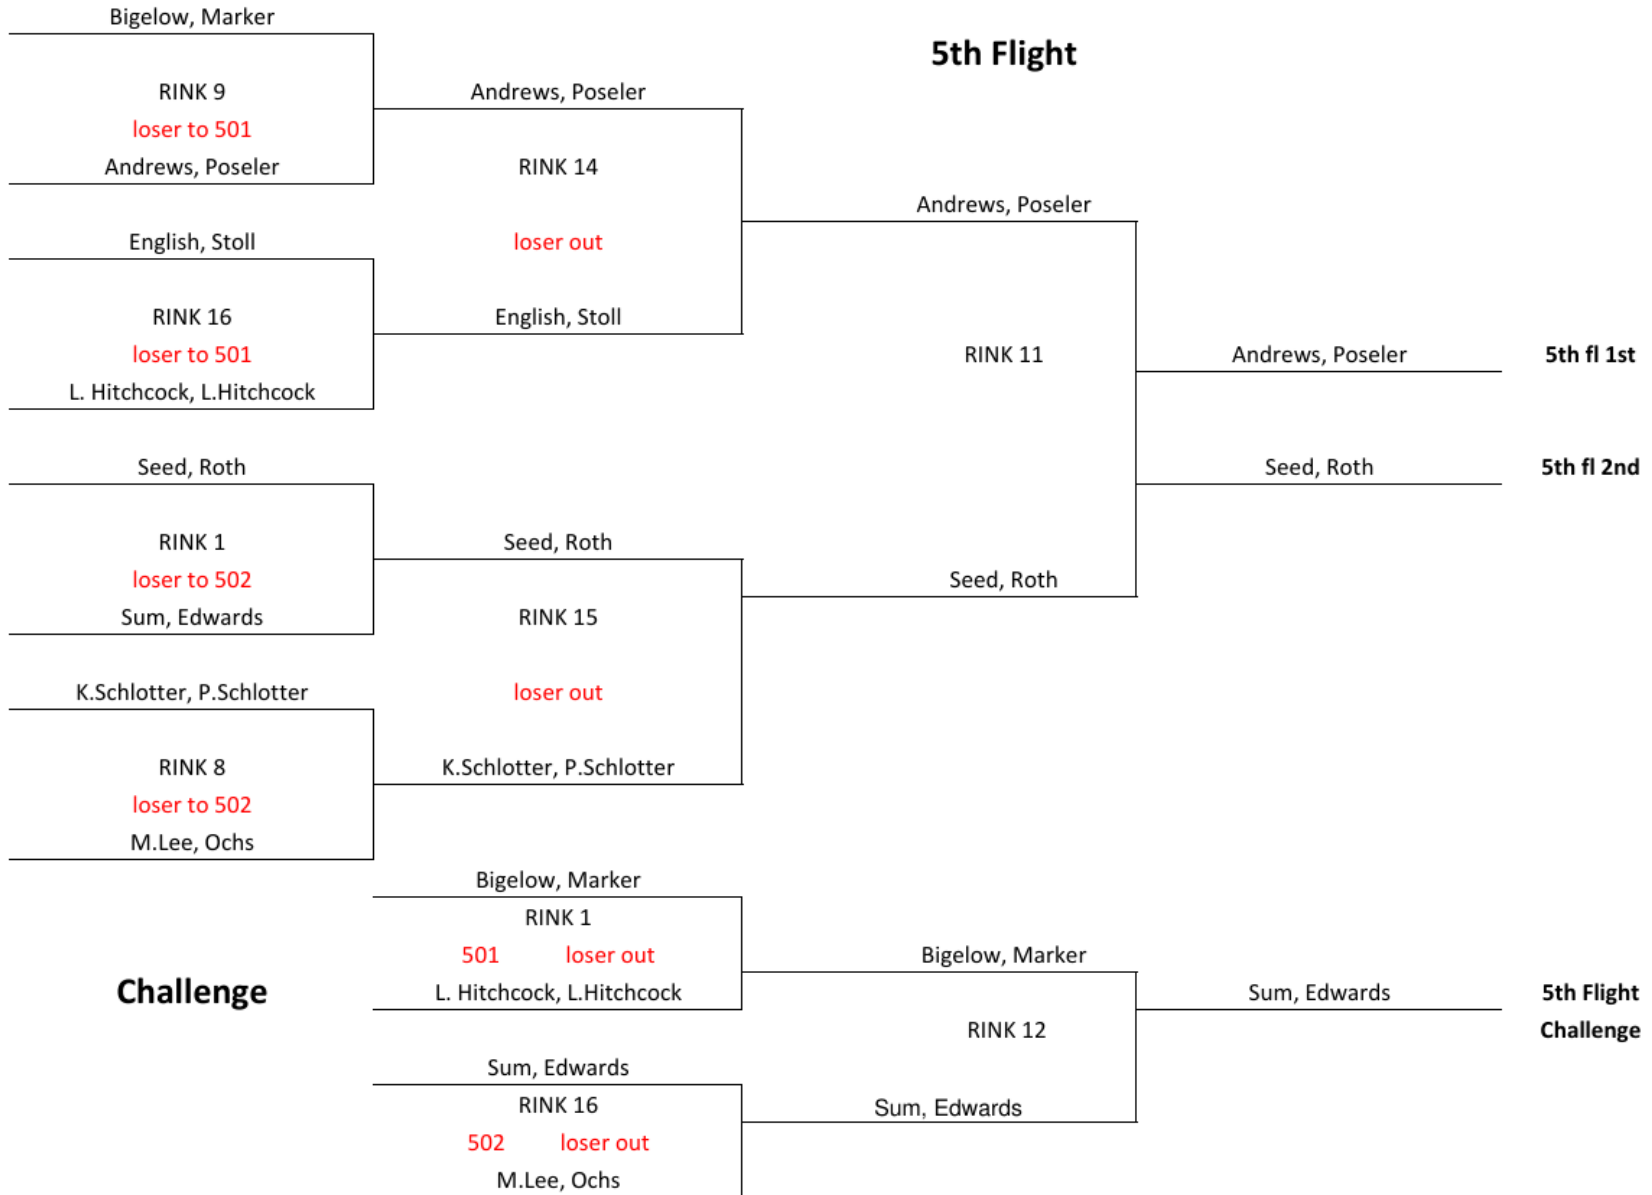 Bigelow, Marker
5th Flight
RINK 9
Andrews, Poseler
loser to 501
Andrews, Poseler
RINK 14
Andrews, Poseler
English, Stoll
loser out
RINK 16
English, Stoll
loser to 501
RINK 11
Andrews, Poseler
5th fl 1st
L. Hitchcock, L.Hitchcock
Seed, Roth
Seed, Roth
5th fl 2nd
RINK 1
Seed, Roth
loser to 502
Seed, Roth
Sum, Edwards
RINK 15
K.Schlotter, P.Schlotter
loser out
RINK 8
K.Schlotter, P.Schlotter
loser to 502
M.Lee, Ochs
Bigelow, Marker
RINK 1
501 loser out
Bigelow, Marker
Challenge
L. Hitchcock, L.Hitchcock
Sum, Edwards
5th Flight
RINK 12
Challenge
Sum, Edwards
RINK 16
Sum, Edwards
502 loser out
M.Lee, Ochs